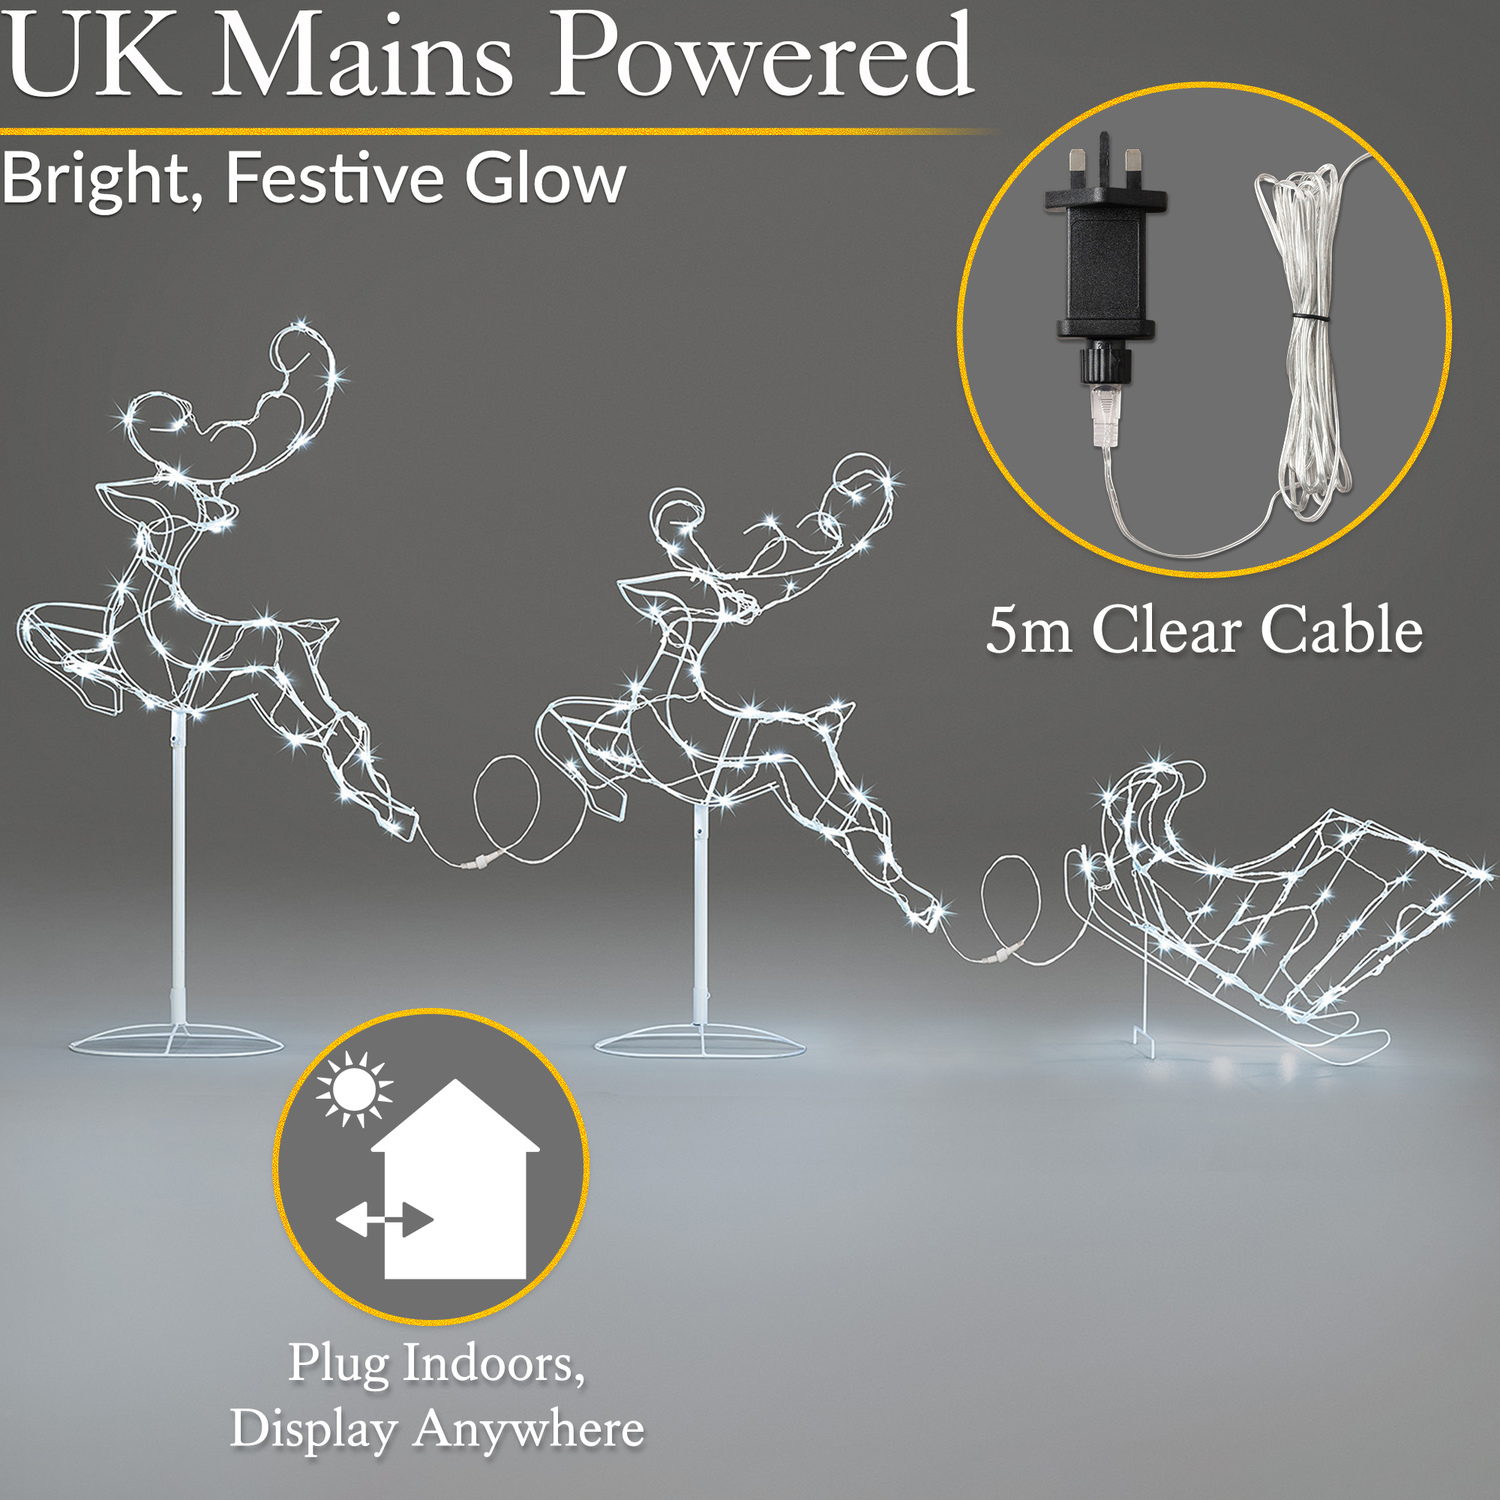 UK Mains Powered
Bright, Festive Glow
5m Clear Cable
Plug Indoors,
Display Anywhere